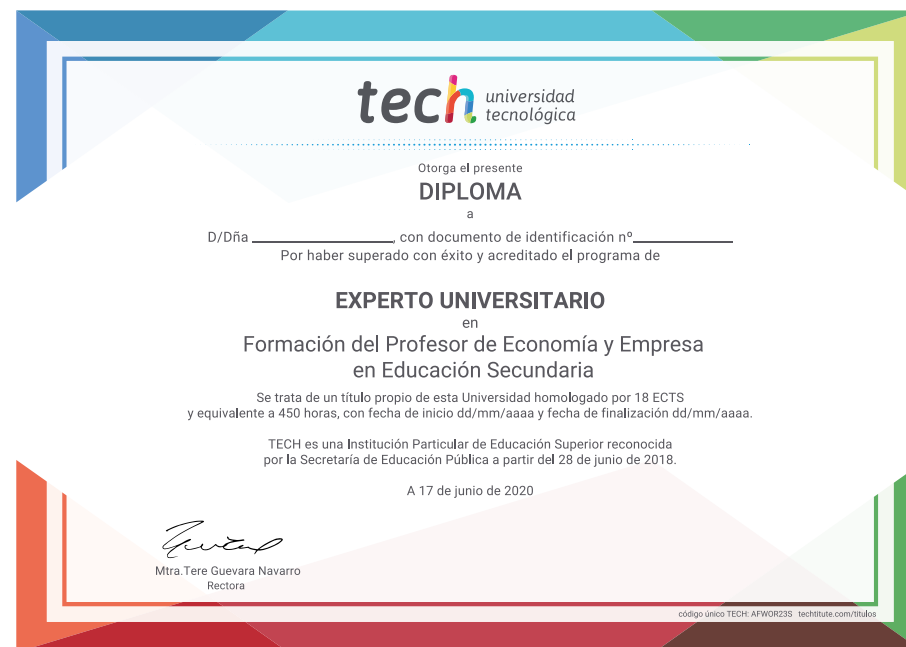 tech universidad
tecnológica
Otorga el presente
DIPLOMA
a
D/Dña ____________________, con documento de identificación nº______________
Por haber superado con éxito y acreditado el programa de
EXPERTO UNIVERSITARIO
en
Formación del Profesor de Economía y Empresa
en Educación Secundaria
Se trata de un título propio de esta Universidad homologado por 18 ECTS
y equivalente a 450 horas, con fecha de inicio dd/mm/aaaa y fecha de finalización dd/mm/aaaa.
TECH es una Institución Particular de Educación Superior reconocida
por la Secretaría de Educación Pública a partir del 28 de junio de 2018.
A 17 de junio de 2020
Mtra.Tere Guevara Navarro
Rectora
código único TECH: AFWOR23S techtitute.com/titulos